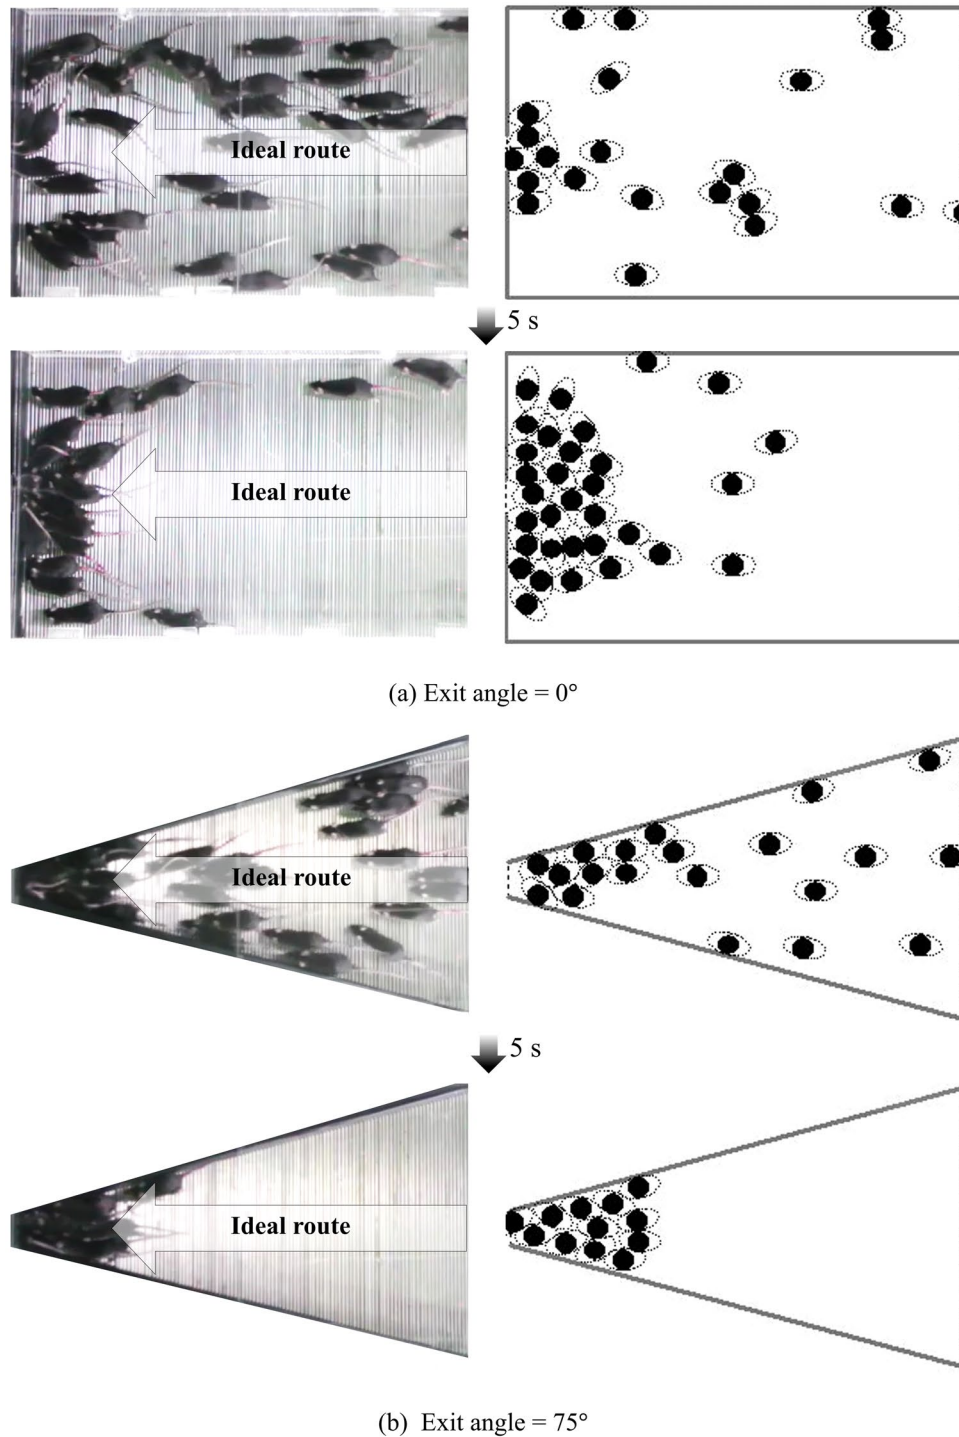 Ideal route
5 s
Ideal route
(a) Exit angle = 0°
Ideal route
5 s
Ideal route
(b) Exit angle = 75°